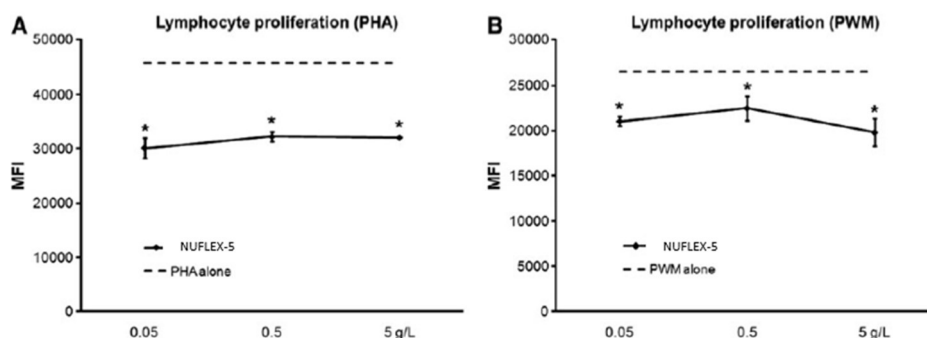 A
Lymphocyte proliferation (PHA)
50000
40000
30000
20000
10000
0
MFI
*
*
*
NUFLEX-5
PHA alone
0.05
0.5
5 g/L
B
Lymphocyte proliferation (PWM)
30000
25000
20000
15000
10000
5000
0
MFI
*
*
*
NUFLEX-5
PWM alone
0.05
0.5
5 g/L